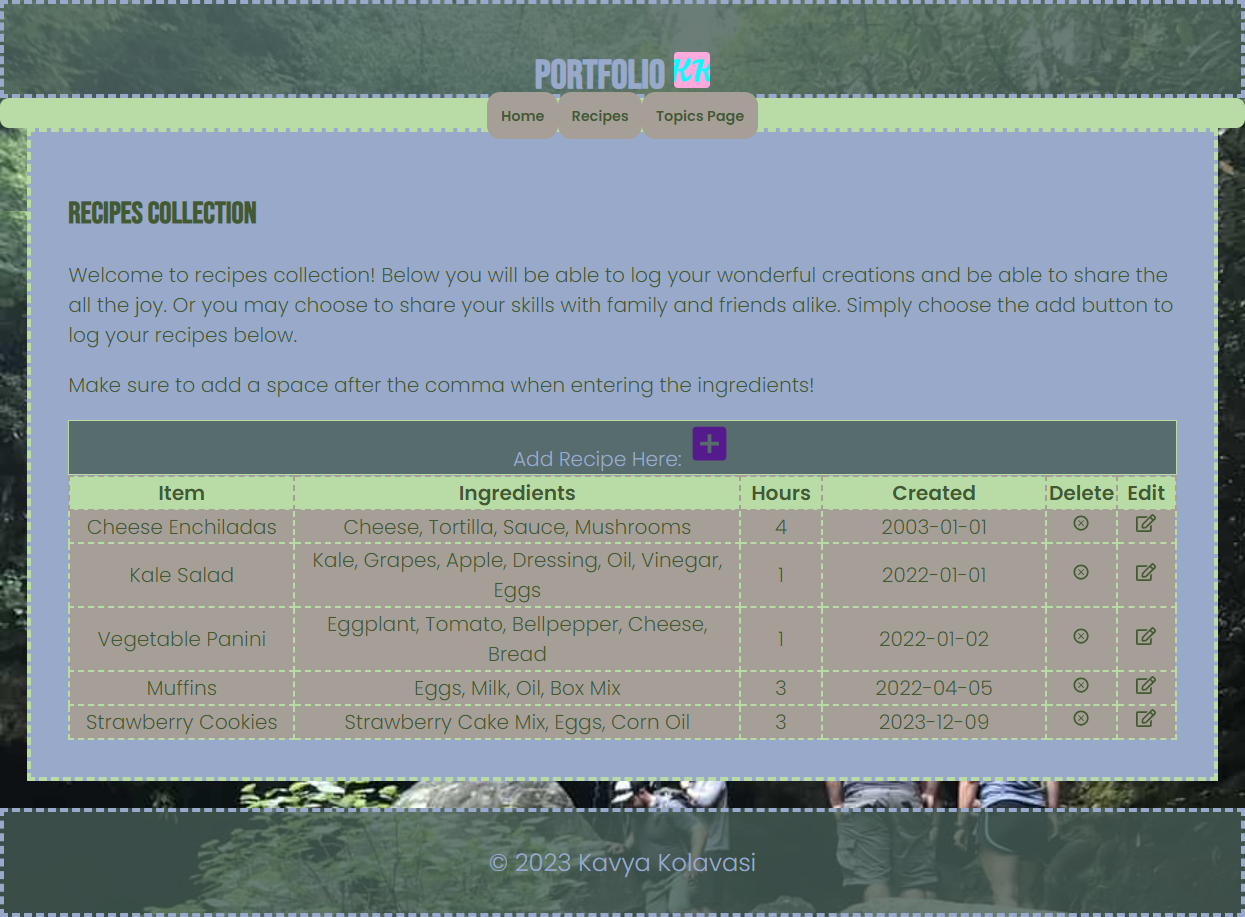 PORTFOLIO KK
Home Recipes Topics Page
RECIPES COLLECTION
Welcome to recipes collection! Below you will be able to log your wonderful creations and be able to share the
all the joy. Or you may choose to share your skills with family and friends alike. Simply choose the add button to
log your recipes below.
Make sure to add a space after the comma when entering the ingredients!
Add Recipe Here:
Item Ingredients Hours Created Delete Edit
Cheese Enchiladas Cheese, Tortilla, Sauce, Mushrooms 4 2003-01-01
Kale Salad Kale, Grapes, Apple, Dressing, Oil, Vinegar,
Eggs 1 2022-01-01
Vegetable Panini Eggplant, Tomato, Bellpepper, Cheese,
Bread 1 2022-01-02
Muffins Eggs, Milk, Oil, Box Mix 3 2022-04-05
Strawberry Cookies Strawberry Cake Mix, Eggs, Corn Oil 3 2023-12-09
© 2023 Kavya Kolavasi